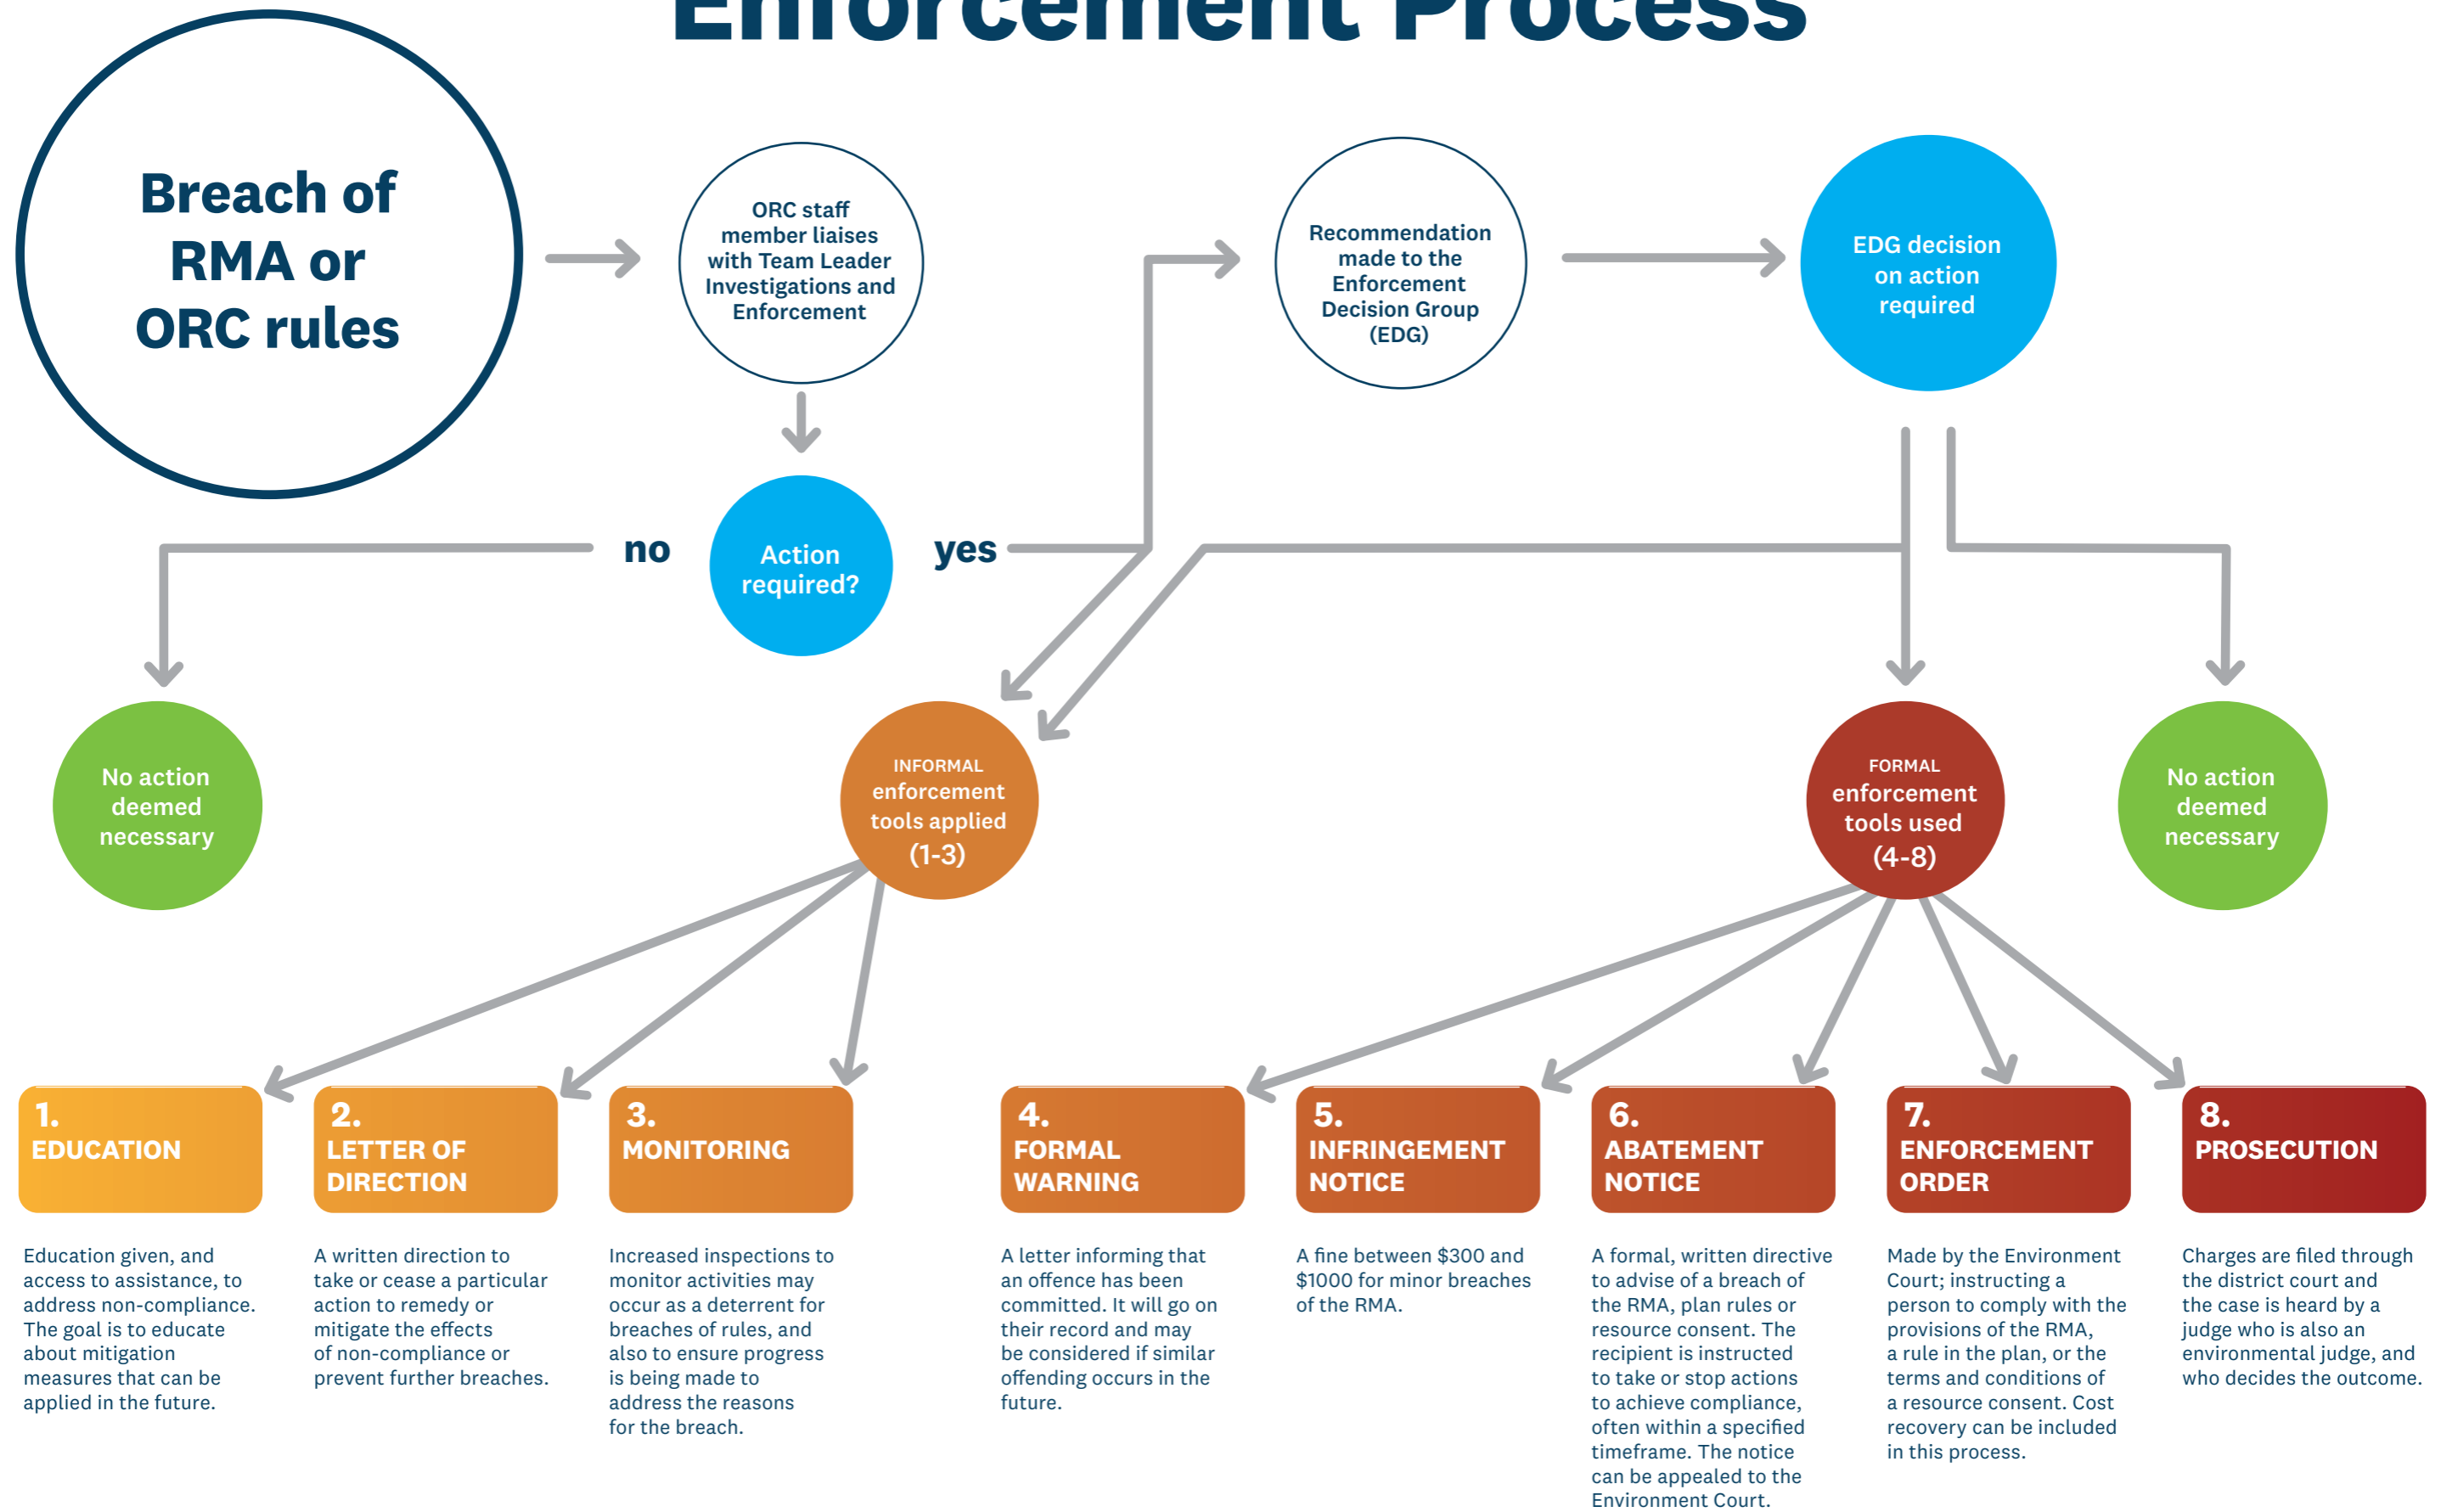 Enforcement Process
Breach of
RMA or
ORC rules
ORC staff
member liaises
with Team Leader
Investigations and
Enforcement
Recommendation
made to the
Enforcement
Decision Group
(EDG)
EDG decision
on action
required
no
Action
required?
yes
No action
deemed
necessary
INFORMAL
enforcement
tools applied
(1-3)
FORMAL
enforcement
tools used
(4-8)
No action
deemed
necessary
1.
EDUCATION
Education given, and
access to assistance, to
address non-compliance.
The goal is to educate
about mitigation
measures that can be
applied in the future.
2.
LETTER OF
DIRECTION
A written direction to
take or cease a particular
action to remedy or
mitigate the effects
of non-compliance or
prevent further breaches.
3.
MONITORING
Increased inspections to
monitor activities may
occur as a deterrent for
breaches of rules, and
also to ensure progress
is being made to
address the reasons
for the breach.
4.
FORMAL
WARNING
A letter informing that
an offence has been
committed. It will go on
their record and may
be considered if similar
offending occurs in the
future.
5.
INFRINGEMENT
NOTICE
A fine between $300 and
$1000 for minor breaches
of the RMA.
6.
ABATEMENT
NOTICE
A formal, written directive
to advise of a breach of
the RMA, plan rules or
resource consent. The
recipient is instructed
to take or stop actions
to achieve compliance,
often within a specified
timeframe. The notice
can be appealed to the
Environment Court.
7.
ENFORCEMENT
ORDER
Made by the Environment
Court; instructing a
person to comply with the
provisions of the RMA,
a rule in the plan, or the
terms and conditions of
a resource consent. Cost
recovery can be included
in this process.
8.
PROSECUTION
Charges are filed through
the district court and
the case is heard by a
judge who is also an
environmental judge, and
who decides the outcome.